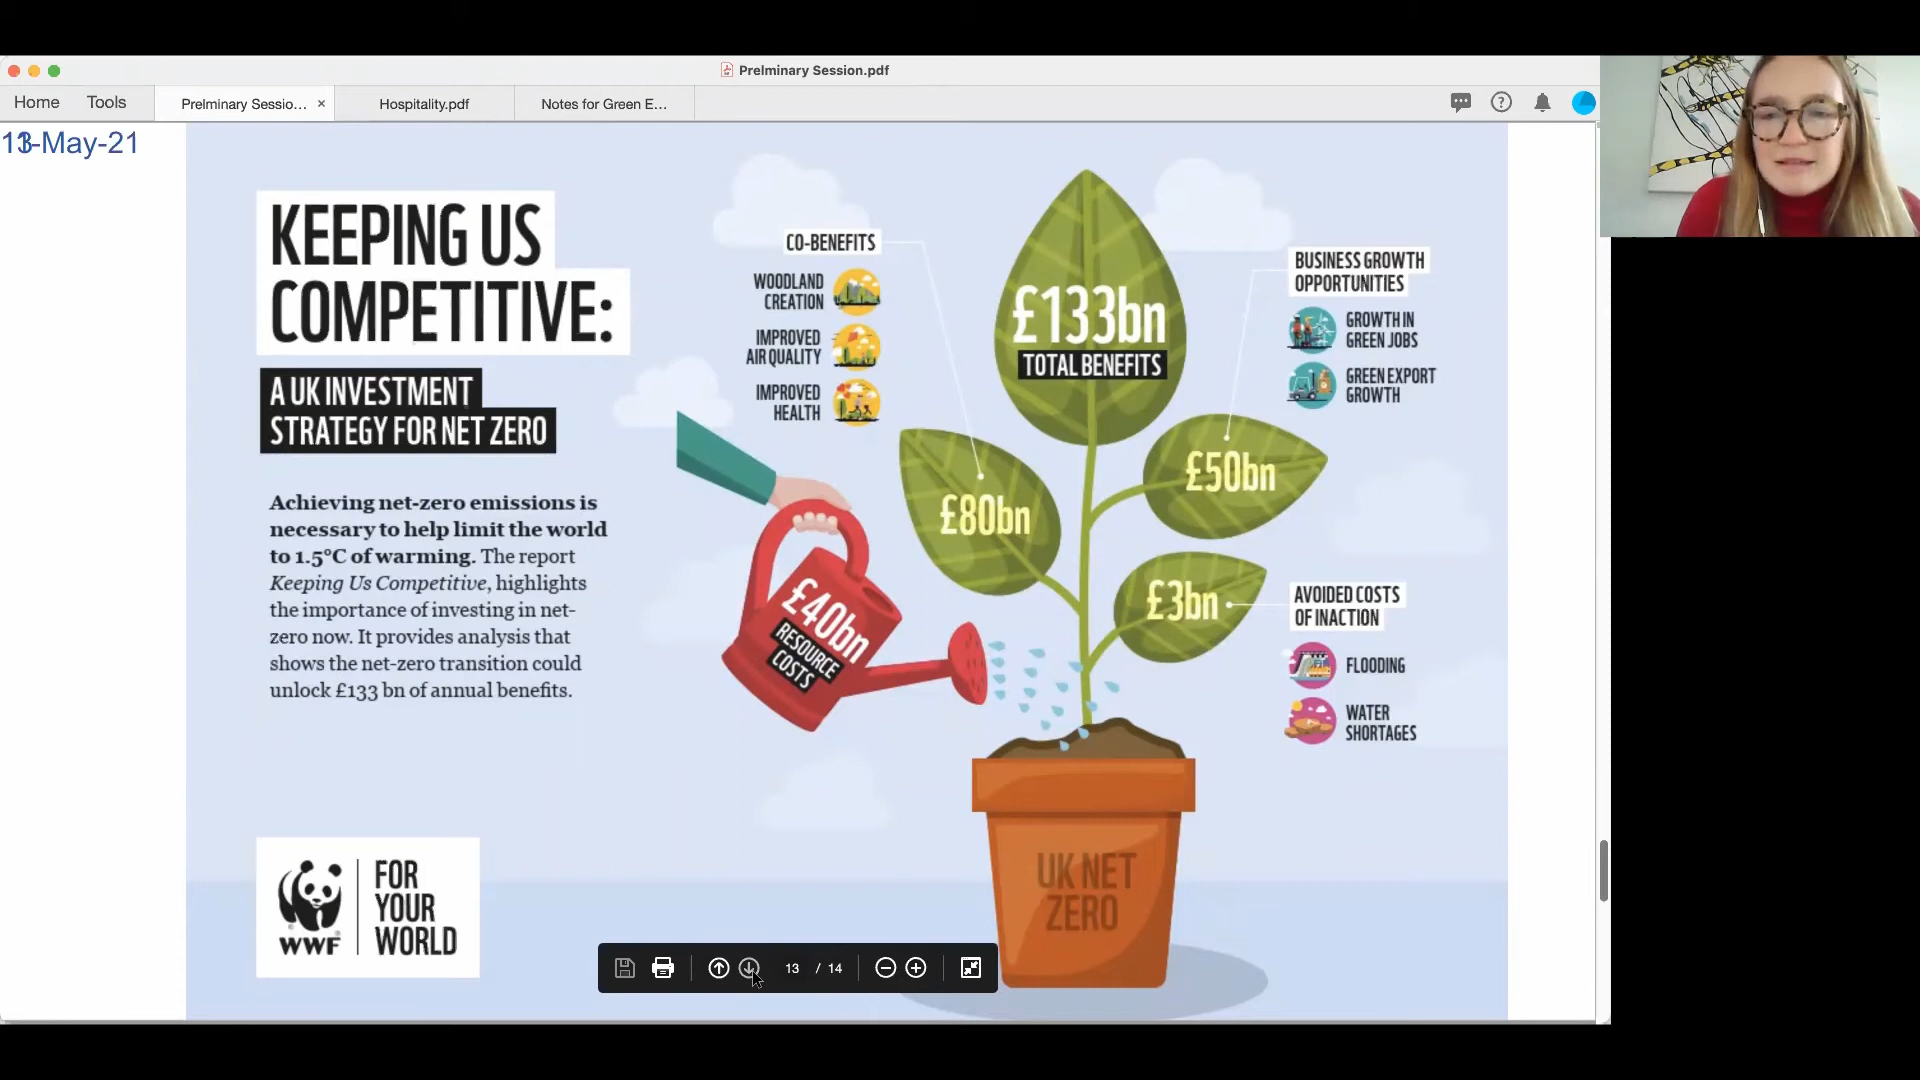 Prelminary Session.pdf
Home
Tools
Prelminary Sessio...
Hospitality.pdf
Notes for Green E...
-May-21
KEEPING US
COMPETITIVE:
A UK INVESTMENT
STRATEGY FOR NET ZERO
Achieving net-zero emissions is
necessary to help limit the world
to 1.5°C of warming. The report
Keeping Us Competitive, highlights
the importance of investing in net-
zero now. It provides analysis that
shows the net-zero transition could
unlock £133 bn of annual benefits.
CO-BENEFITS
WOODLAND
CREATION
IMPROVED
AIR QUALITY
IMPROVED
HEALTH
£133bn
TOTAL BENEFITS
BUSINESS GROWTH
OPPORTUNITIES
GROWTH IN
GREEN JOBS
GREEN EXPORT
GROWTH
£80bn
£50bn
£3bn
AVOIDED COSTS
OF INACTION
FLOODING
WATER
SHORTAGES
£40bn
RESOURCE
COSTS
UK NET
ZERO
WWF
FOR
YOUR
WORLD
13 / 14